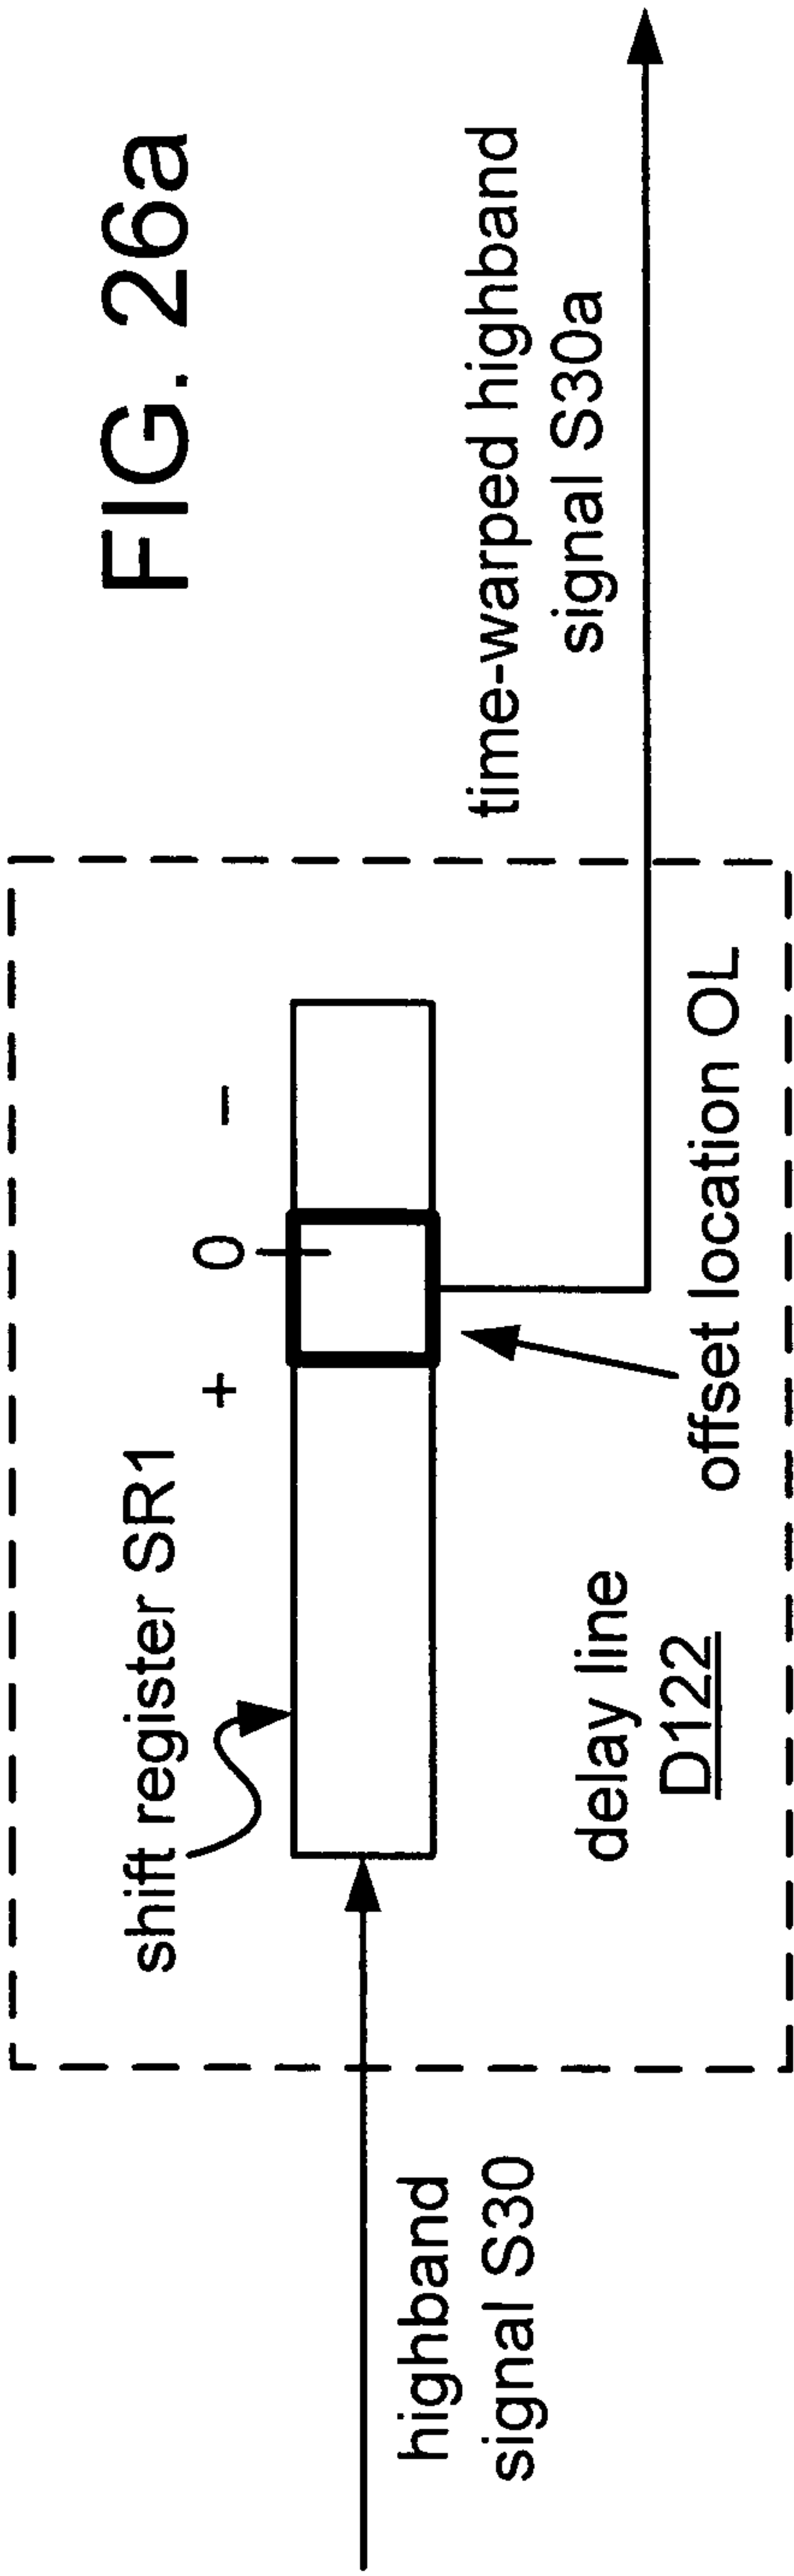 FIG. 26a
shift register SR1
+
0
–
time-warped highband
signal S30a
highband
signal S30
delay line
D122
offset location OL